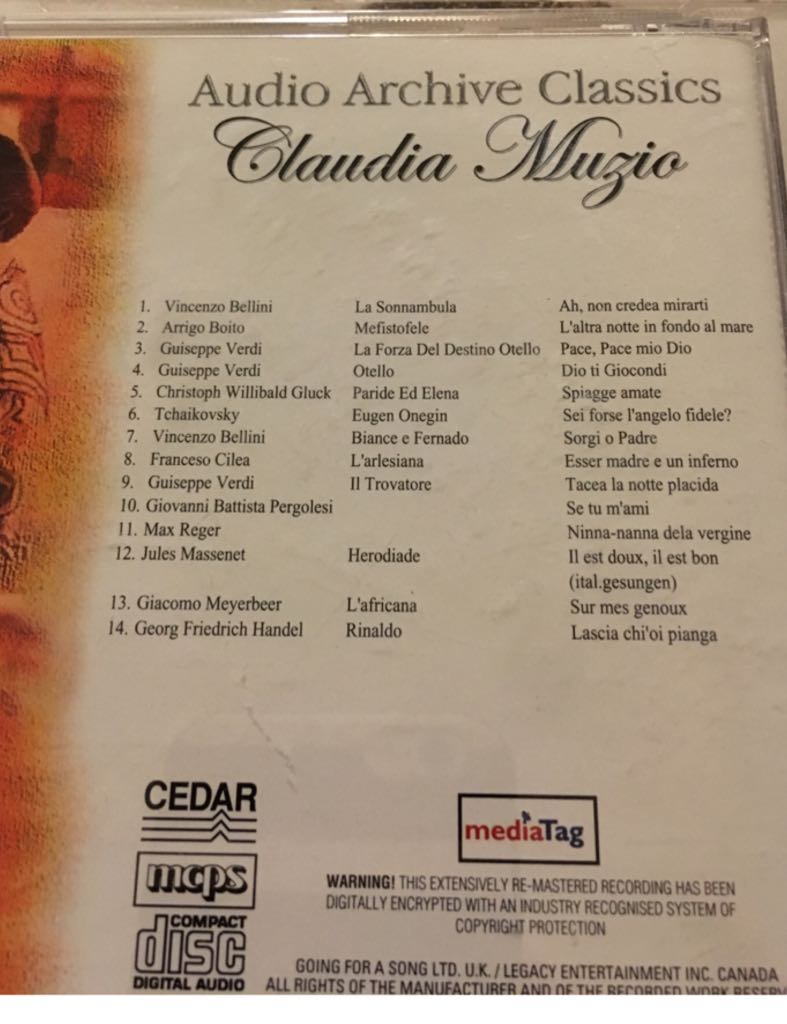 Audio Archive Classics
Claudia Muzio
1. Vincenzo Bellini La Sonnambula Ah, non credea mirarti
2. Arrigo Boito Mefistofele L'altra notte in fondo al mare
3. Guiseppe Verdi La Forza Del Destino Otello Pace, Pace mio Dio
4. Guiseppe Verdi Otello Dio ti Giocondi
5. Christoph Willibald Gluck Paride Ed Elena Spiagge amate
6. Tchaikovsky Eugen Onegin Sei forse l'angelo fidele?
7. Vincenzo Bellini Biance e Fernado Sorgi o Padre
8. Franceso Cilea L'arlesiana Esser madre e un inferno
9. Guiseppe Verdi Il Trovatore Tacea la notte placida
10. Giovanni Battista Pergolesi Se tu m'ami
11. Max Reger Ninna-nanna dela vergine
12. Jules Massenet Herodiade Il est doux, il est bon
(ital.gesungen)
13. Giacomo Meyerbeer L'africana Sur mes genoux
14. Georg Friedrich Handel Rinaldo Lascia chi'oi pianga
CEDAR
mcps
COMPACT
disc
DIGITAL AUDIO
mediaTag
WARNING! THIS EXTENSIVELY RE-MASTERED RECORDING HAS BEEN
DIGITALLY ENCRYPTED WITH AN INDUSTRY RECOGNISED SYSTEM OF
COPYRIGHT PROTECTION
GOING FOR A SONG LTD. U.K. / LEGACY ENTERTAINMENT INC. CANADA
ALL RIGHTS OF THE MANUFACTURER AND OF THE RECORDED WORK